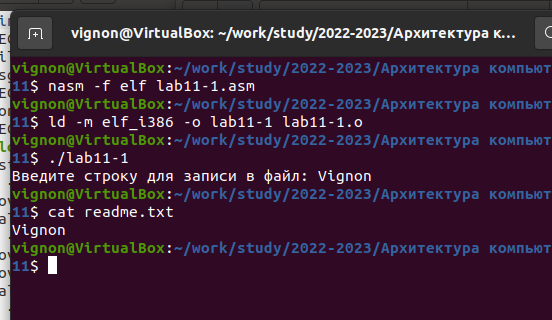 vignon@VirtualBox: ~/work/study/2022-2023/Архитектура к...
vignon@VirtualBox:~/work/study/2022-2023/Архитектура компьют
11$ nasm -f elf lab11-1.asm
vignon@VirtualBox:~/work/study/2022-2023/Архитектура компьют
11$ ld -m elf_i386 -o lab11-1 lab11-1.o
vignon@VirtualBox:~/work/study/2022-2023/Архитектура компьют
11$ ./lab11-1
Введите строку для записи в файл: Vignon
vignon@VirtualBox:~/work/study/2022-2023/Архитектура компьют
11$ cat readme.txt
Vignon
vignon@VirtualBox:~/work/study/2022-2023/Архитектура компьют
11$